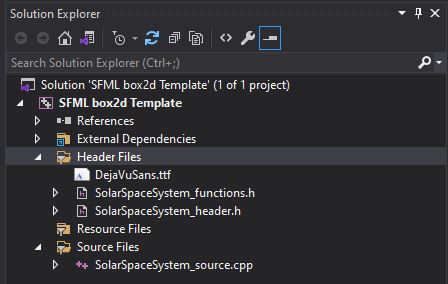 Solution Explorer
Search Solution Explorer (Ctrl+;)
Solution 'SFML box2d Template' (1 of 1 project)
SFML box2d Template
References
External Dependencies
Header Files
DejaVuSans.ttf
SolarSpaceSystem_functions.h
SolarSpaceSystem_header.h
Resource Files
Source Files
SolarSpaceSystem_source.cpp